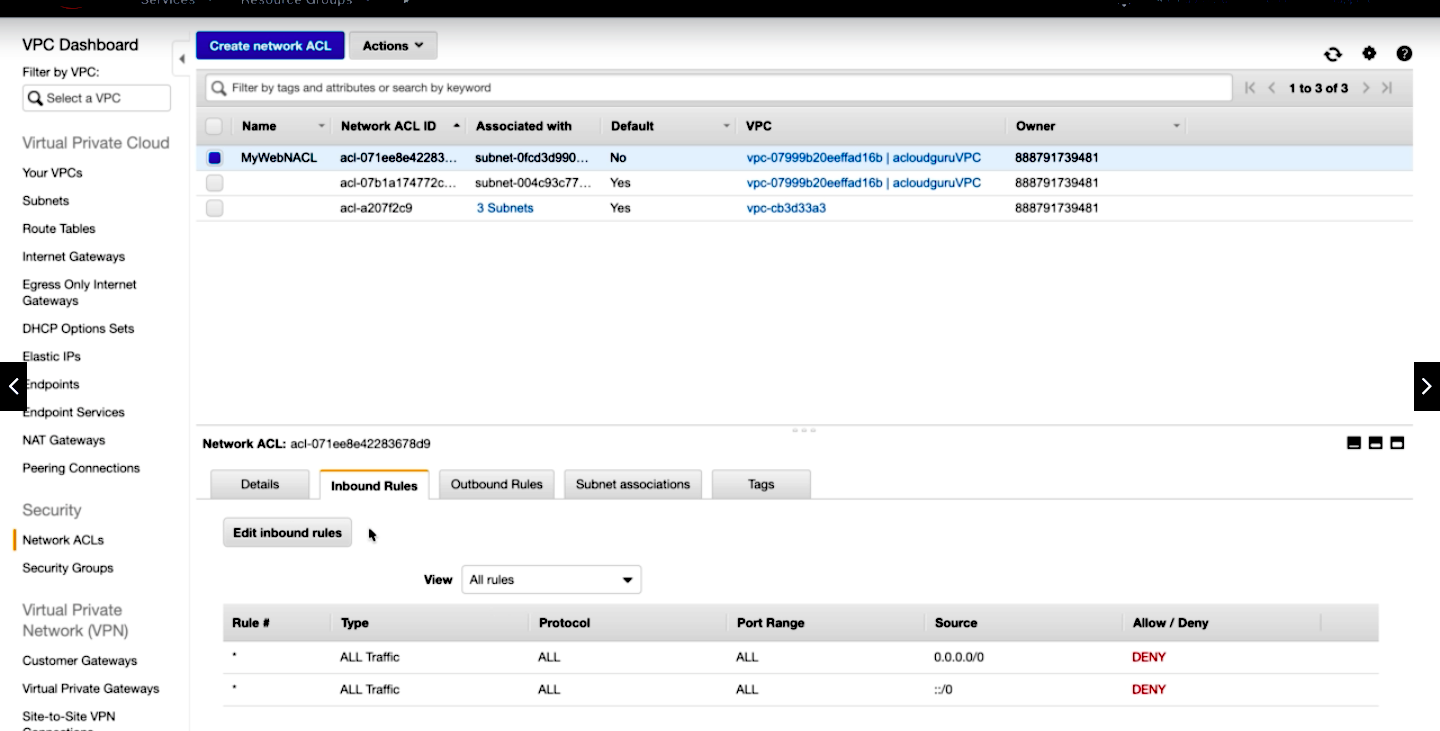 Services
Resource Groups
VPC Dashboard
Filter by VPC:
Select a VPC
Virtual Private Cloud
Your VPCs
Subnets
Route Tables
Internet Gateways
Egress Only Internet
Gateways
DHCP Options Sets
Elastic IPs
Endpoints
Endpoint Services
NAT Gateways
Peering Connections
Security
Network ACLs
Security Groups
Virtual Private
Network (VPN)
Customer Gateways
Virtual Private Gateways
Site-to-Site VPN
Connections
Create network ACL Actions
Filter by tags and attributes or search by keyword
1 to 3 of 3
Name Network ACL ID Associated with Default VPC Owner
MyWebNACL acl-071ee8e42283... subnet-0fcd3d990... No vpc-07999b20eeffad16b | acloudguruVPC 888791739481
acl-07b1a174772c... subnet-004c93c77... Yes vpc-07999b20eeffad16b | acloudguruVPC 888791739481
acl-a207f2c9 3 Subnets Yes vpc-cb3d33a3 888791739481
Network ACL: acl-071ee8e42283678d9
Details Inbound Rules Outbound Rules Subnet associations Tags
Edit inbound rules
View All rules
Rule # Type Protocol Port Range Source Allow / Deny
* ALL Traffic ALL ALL 0.0.0.0/0 DENY
* ALL Traffic ALL ALL ::/0 DENY